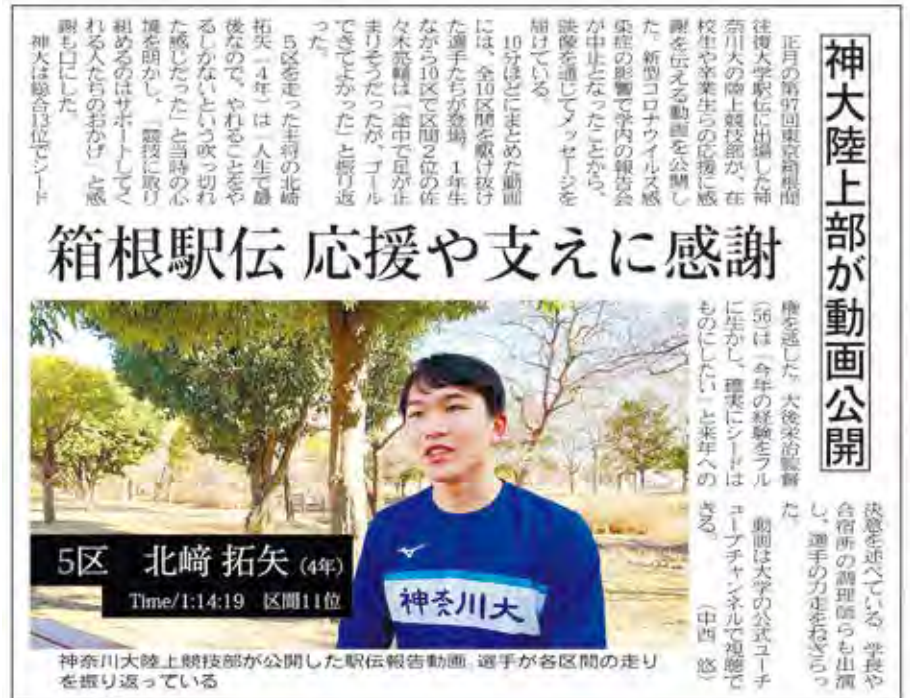 神大陸上部が動画公開
箱根駅伝 応援や支えに感謝
正月の第97回東京箱根間
往復大学駅伝に出場した神
奈川大の陸上競技部が、在
校生や卒業生らの応援に感
謝を伝える動画を公開し
た。新型コロナウイルス感
染症の影響で学内の報告会
が中止となったことから、
映像を通じてメッセージを
届けている。
10分ほどにまとめた動画
には、全10区間を駆け抜け
た選手たちが登場。1年生
ながら10区で区間2位の佐
々木亮輔は「途中で足が止
まりそうだったが、ゴール
できてよかった」と振り返
った。
5区を走った主将の北崎
拓矢(4年)は「人生で最
後なので、やれることをや
るしかないという吹っ切れ
た感じだった」と当時の心
境を明かし、「競技に取り
組めるのはサポートしてく
れる人たちのおかげ」と感
謝も口にした。
神大は総合13位でシード
権を逃した。大後栄治監督
(56)は「今年の経験をフル
に生かし、確実にシードは
ものにしたい」と来年への
決意を述べている。学長や
合宿所の調理師らも出演
し、選手の力走をねぎらっ
た。
動画は大学の公式ユーチ
ューブチャンネルで視聴で
きる。 (中西 悠)
神奈川大
5区 北﨑 拓矢(4年)
Time/1:14:19 区間11位
神奈川大陸上競技部が公開した駅伝報告動画。選手が各区間の走り
を振り返っている